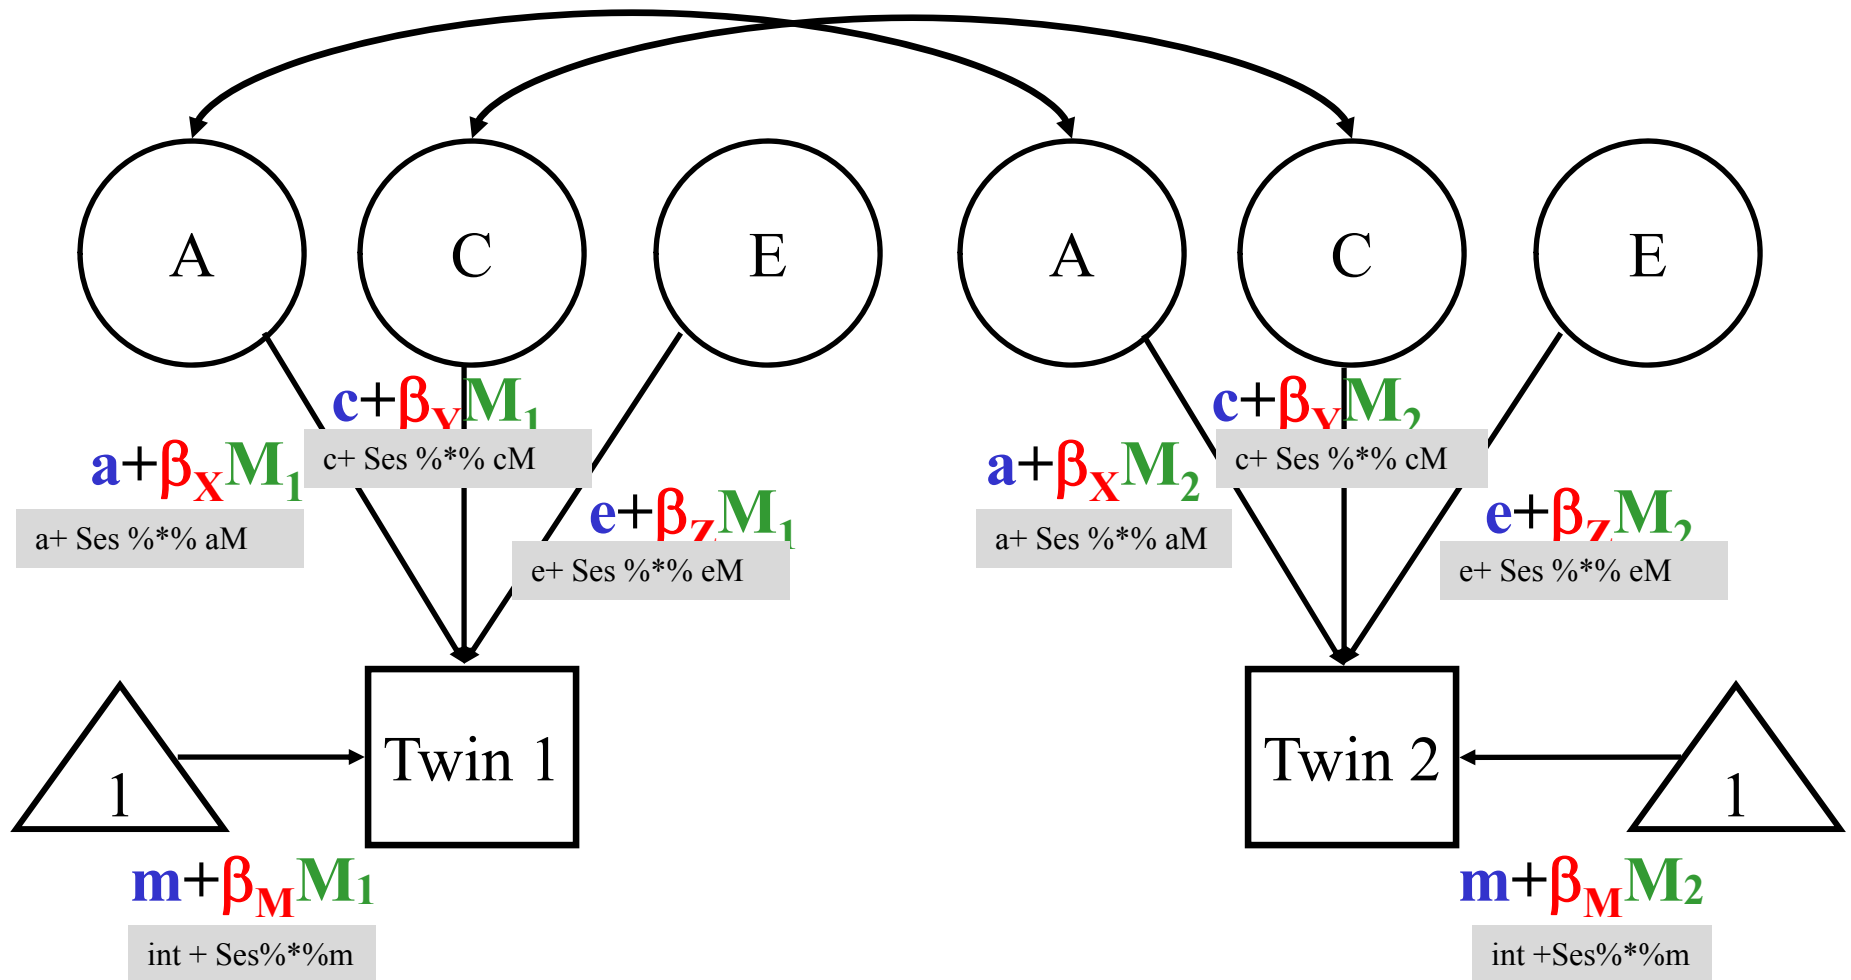 A C E A C E
c+βYM1 c+βYM2
c+ Ses %*% cM c+ Ses %*% cM
a+βXM1 a+βXM2
a+ Ses %*% aM a+ Ses %*% aM
e+βZM1 e+βZM2
e+ Ses %*% eM e+ Ses %*% eM
1 Twin 1 Twin 2 1
m+βMM1 m+βMM2
int + Ses%*%m int +Ses%*%m